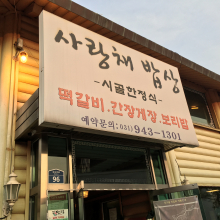 사랑채 밥상
-시골한정식-
떡갈비.간장게장.보리밥
예약문의:031)943-1301
96